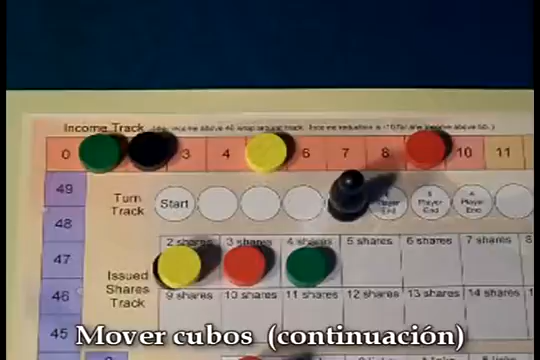 Income Track
0 3 4 6 7 8 10 11
49
Turn Track
Start
Player End
Player End
Player End
48
2 shares 3 shares 4 shares 5 shares 6 shares 7 shares 8
47
Issued Shares Track
9 shares 10 shares 11 shares 12 shares 13 shares 14 shares
46
45
Mover cubos (continuación)